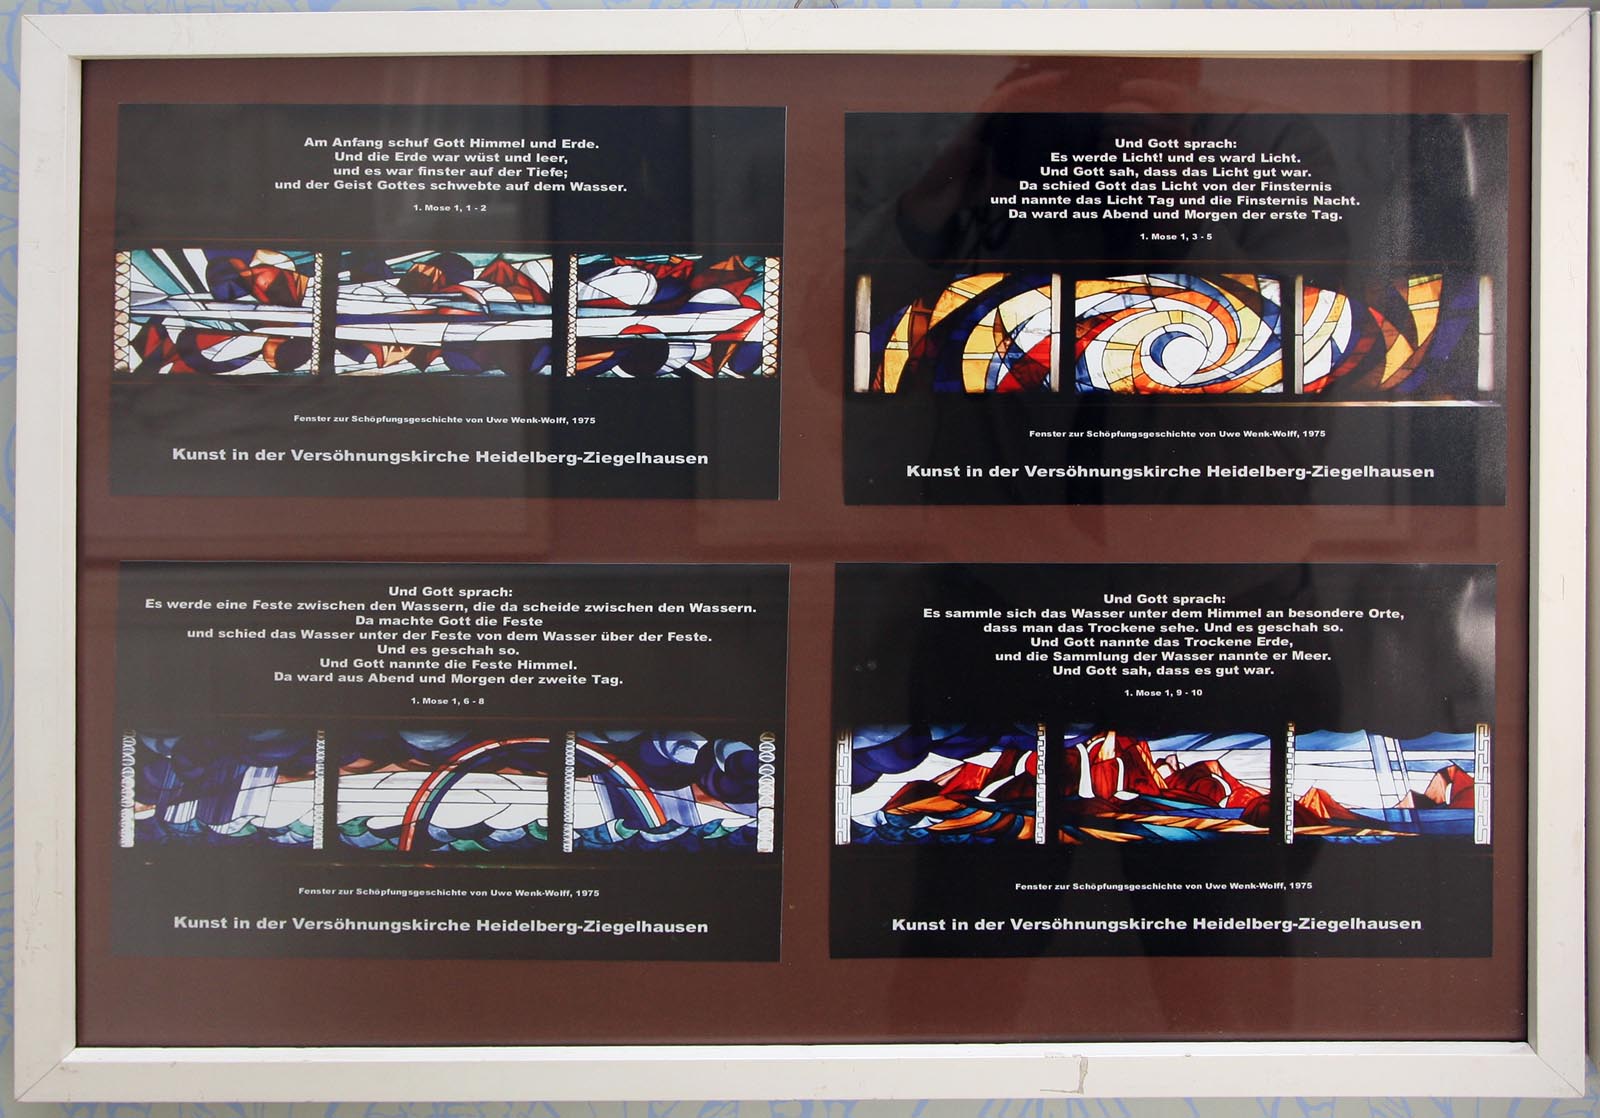 Am Anfang schuf Gott Himmel und Erde.
Und die Erde war wüst und leer,
und es war finster auf der Tiefe;
und der Geist Gottes schwebte auf dem Wasser.
1. Mose 1, 1 - 2
Fenster zur Schöpfungsgeschichte von Uwe Wenk-Wolff, 1975
Kunst in der Versöhnungskirche Heidelberg-Ziegelhausen
Und Gott sprach:
Es werde Licht! und es ward Licht.
Und Gott sah, dass das Licht gut war.
Da schied Gott das Licht von der Finsternis
und nannte das Licht Tag und die Finsternis Nacht.
Da ward aus Abend und Morgen der erste Tag.
1. Mose 1, 3 - 5
Fenster zur Schöpfungsgeschichte von Uwe Wenk-Wolff, 1975
Kunst in der Versöhnungskirche Heidelberg-Ziegelhausen
Und Gott sprach:
Es werde eine Feste zwischen den Wassern, die da scheide zwischen den Wassern.
Da machte Gott die Feste
und schied das Wasser unter der Feste von dem Wasser über der Feste.
Und es geschah so.
Und Gott nannte die Feste Himmel.
Da ward aus Abend und Morgen der zweite Tag.
1. Mose 1, 6 - 8
Fenster zur Schöpfungsgeschichte von Uwe Wenk-Wolff, 1975
Kunst in der Versöhnungskirche Heidelberg-Ziegelhausen
Und Gott sprach:
Es sammle sich das Wasser unter dem Himmel an besondere Orte,
dass man das Trockene sehe. Und es geschah so.
Und Gott nannte das Trockene Erde,
und die Sammlung der Wasser nannte er Meer.
Und Gott sah, dass es gut war.
1. Mose 1, 9 - 10
Fenster zur Schöpfungsgeschichte von Uwe Wenk-Wolff, 1975
Kunst in der Versöhnungskirche Heidelberg-Ziegelhausen